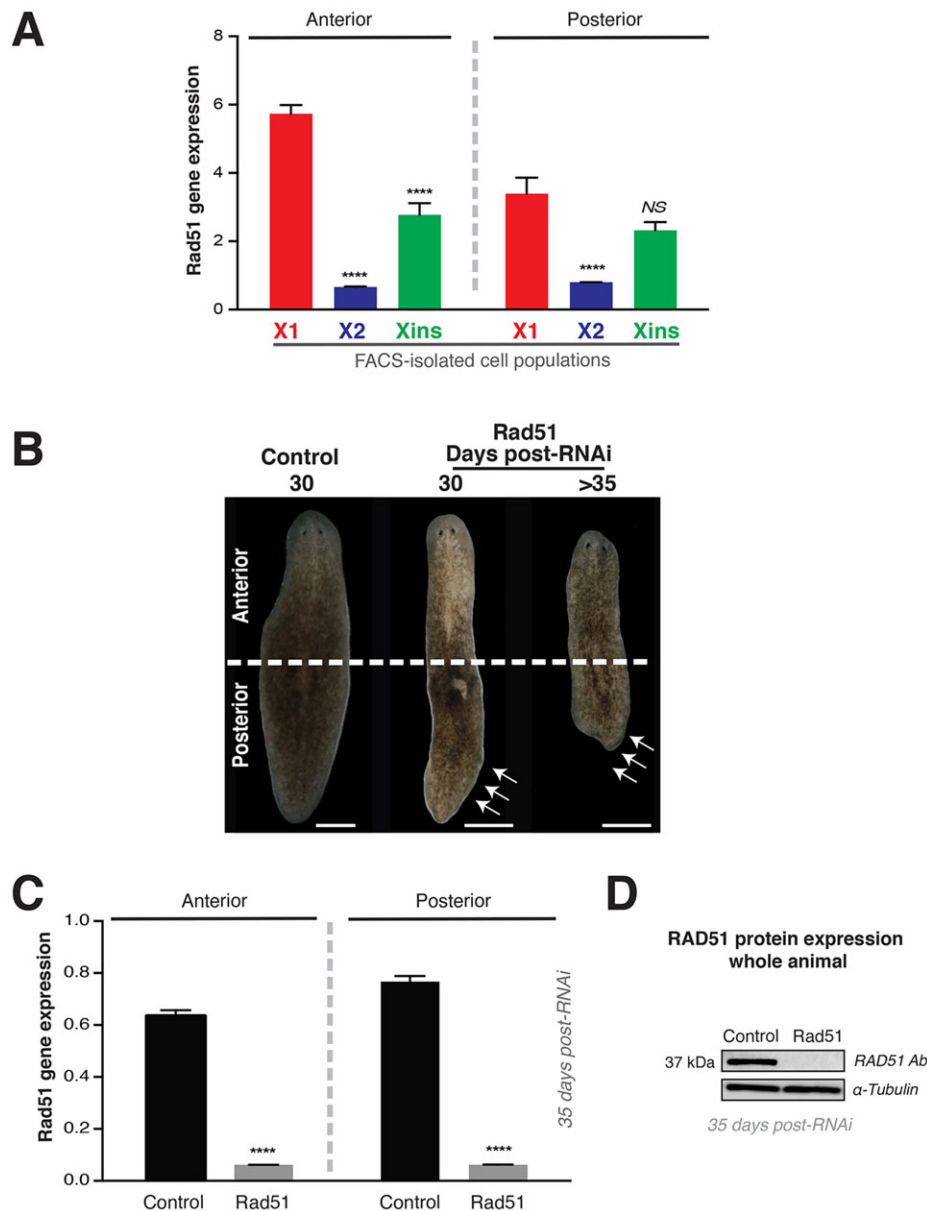 A
Anterior
Posterior
Rad51 gene expression
8
6
4
2
0
****
****
****
NS
X1
X2
Xins
X1
X2
Xins
FACS-isolated cell populations
B
Control
30
Rad51
Days post-RNAi
30
>35
Anterior
Posterior
C
Anterior
Posterior
Rad51 gene expression
1.0
0.8
0.6
0.4
0.2
0.0
****
****
Control
Rad51
Control
Rad51
35 days post-RNAi
D
RAD51 protein expression
whole animal
Control
Rad51
37 kDa
RAD51 Ab
α-Tubulin
35 days post-RNAi